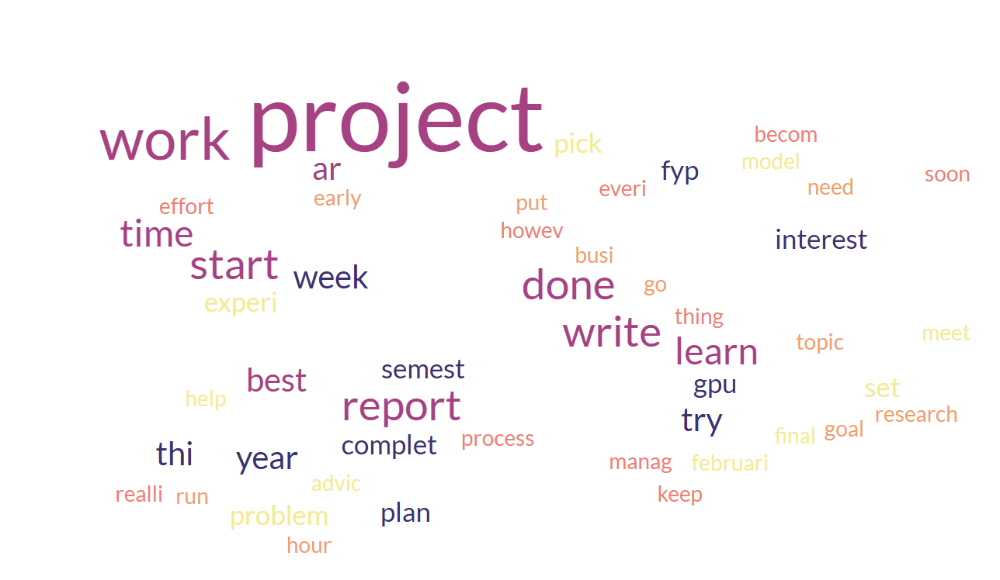 project
work
pick
becom
model
ar
fyp
soon
everi
need
early
put
effort
howev
time
interest
busi
start
week
done
go
experi
thing
write
meet
topic
learn
semest
best
gpu
set
help
report
research
try
final
goal
process
complet
thi
year
manag
februari
advic
realli
run
keep
plan
problem
hour